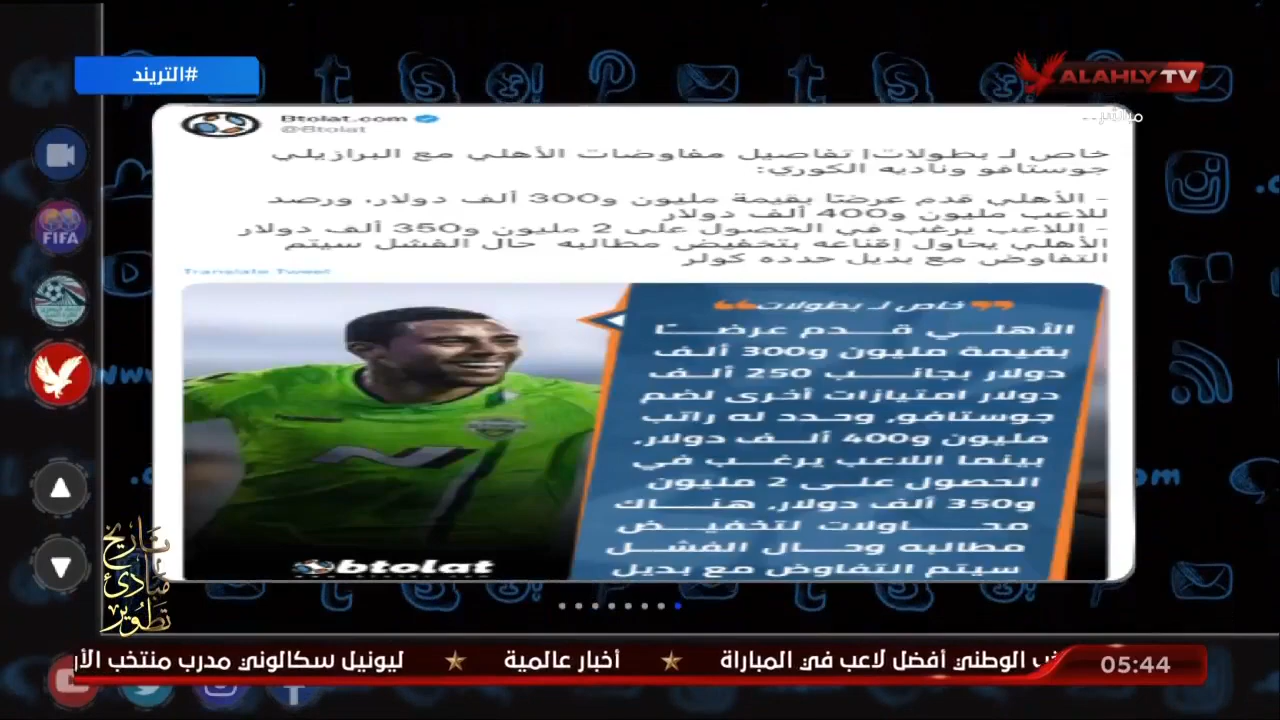 #التريند
ALAHLY TV
مباشر
Btolat.com
@Btolat
خاص لـ بطولات| تفاصيل مفاوضات الأهلي مع البرازيلي
جوستافو وناديه الكوري:
- الأهلي قدم عرضًا بقيمة مليون و300 ألف دولار، ورصد
للاعب مليون و400 ألف دولار
- اللاعب يرغب في الحصول على 2 مليون و350 ألف دولار
الأهلي يحاول إقناعه بتخفيض مطالبه حال الفشل سيتم
التفاوض مع بديل حدده كولر
Translate Tweet
خاص لـ بطولات
الأهلي قدم عرضًا
بقيمة مليون و300 ألف
دولار بجانب 250 ألف
دولار امتيازات أخرى لضم
جوستافو، وحدد له راتب
مليون و400 ألف دولار،
بينما اللاعب يرغب في
الحصول على 2 مليون
و350 ألف دولار، هناك
محاولات لتخفيض
مطالبه وحال الفشل
سيتم التفاوض مع بديل
btolat
FIFA
تاريخ
مبادئ
تطوير
الوطني أفضل لاعب في المباراة ★ أخبار عالمية ★ ليونيل سكالوني مدرب منتخب
05:44